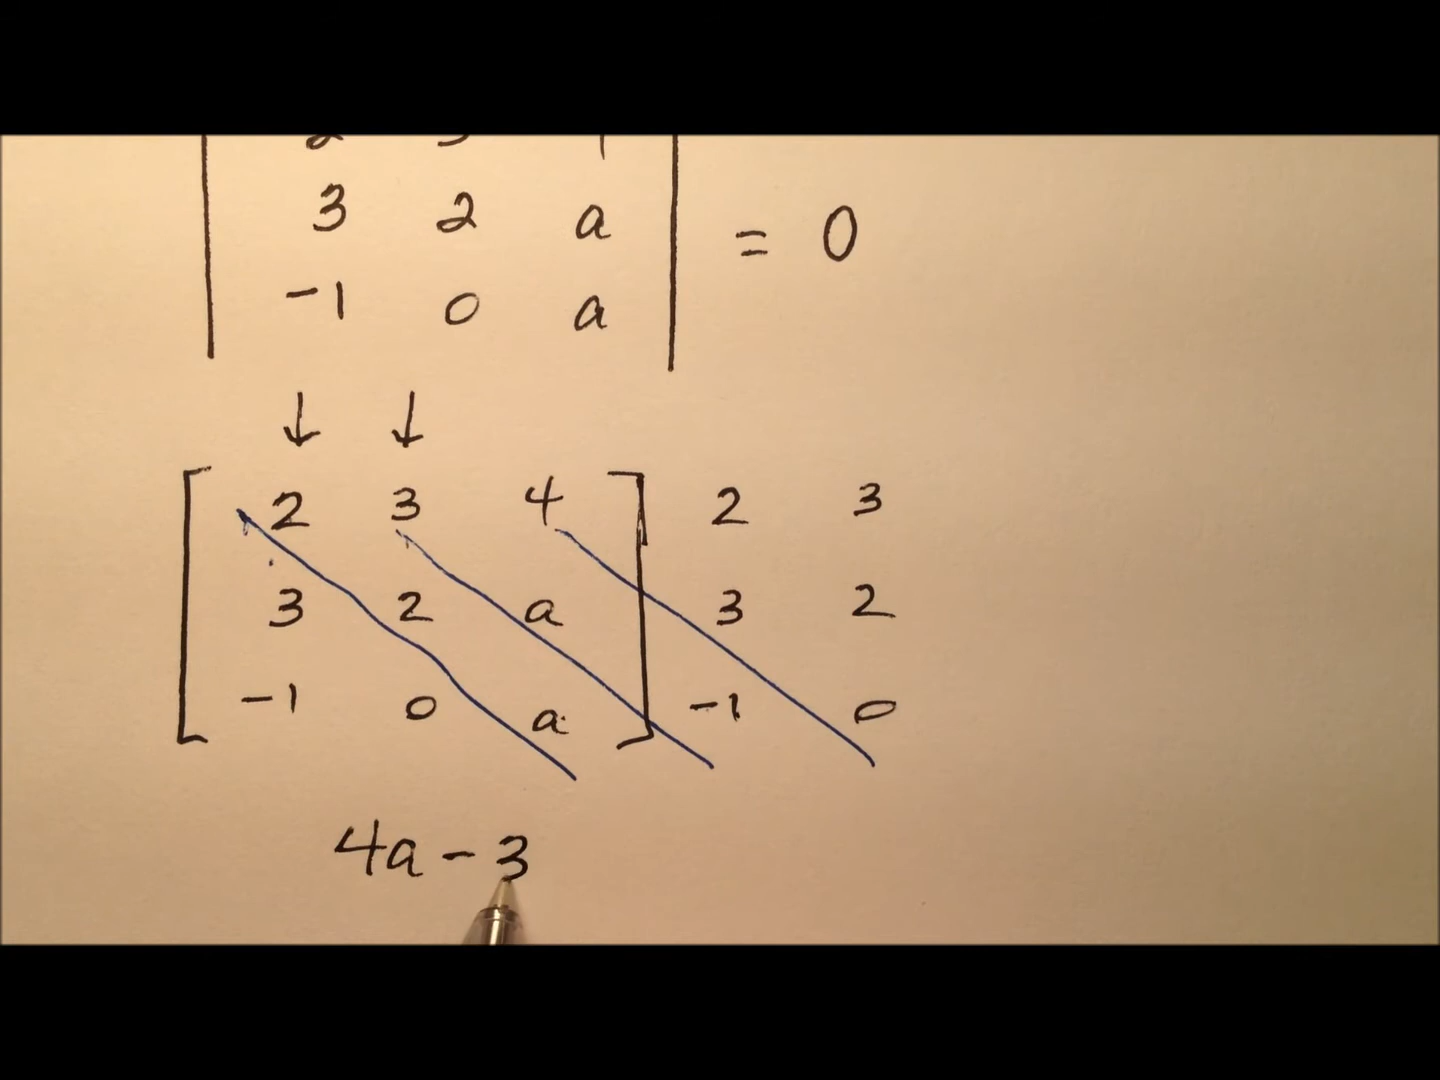 3 2 a
-1 0 a
= 0
↓ ↓
[ 2 3 4 ] 2 3
3 2 a 3 2
-1 0 a -1 0
4a - 3